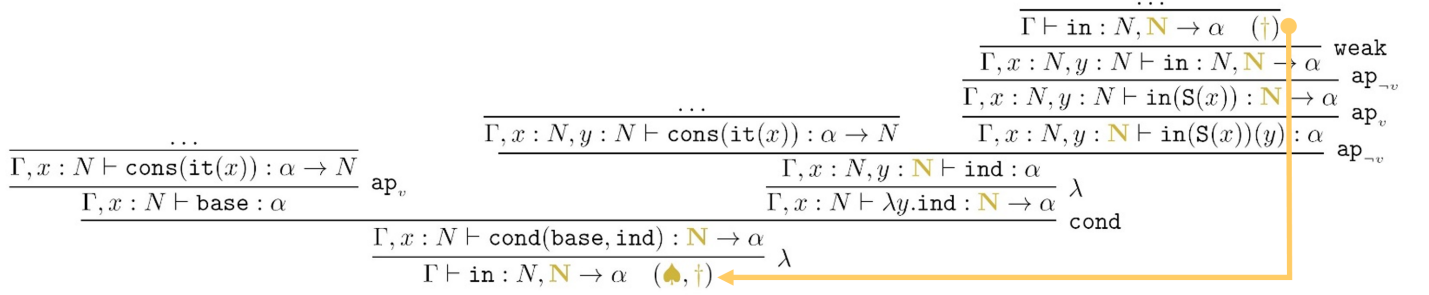 ...
Γ ⊢ in : N, N → α (†)
weak
Γ, x : N, y : N ⊢ in : N, N → α
ap¬v
Γ, x : N, y : N ⊢ in(S(x)) : N → α
ap_v
...
Γ, x : N, y : N ⊢ cons(it(x)) : α → N
Γ, x : N, y : N ⊢ in(S(x))(y) : α
ap¬v
...
Γ, x : N ⊢ cons(it(x)) : α → N
ap_v
Γ, x : N, y : N ⊢ ind : α
λ
Γ, x : N ⊢ base : α
Γ, x : N ⊢ λy.ind : N → α
cond
Γ, x : N ⊢ cond(base, ind) : N → α
λ
Γ ⊢ in : N, N → α (♠, †)